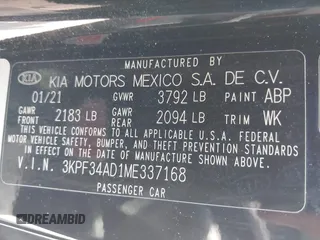 MANUFACTURED BY
KIA KIA MOTORS MEXICO S.A. DE C.V.
01/21 GVWR 3792 LB PAINT ABP
GAWR FRONT 2183 LB GAWR REAR 2094 LB TRIM WK
THIS VEHICLE CONFORMS TO ALL APPLICABLE U.S. FEDERAL
MOTOR VEHICLE SAFETY, BUMPER, AND THEFT PREVENTION STANDARDS
IN EFFECT ON THE DATE OF MANUFACTURE SHOWN ABOVE.
V.I.N. 3KPF34AD1ME337168
PASSENGER CAR
DREAMBID